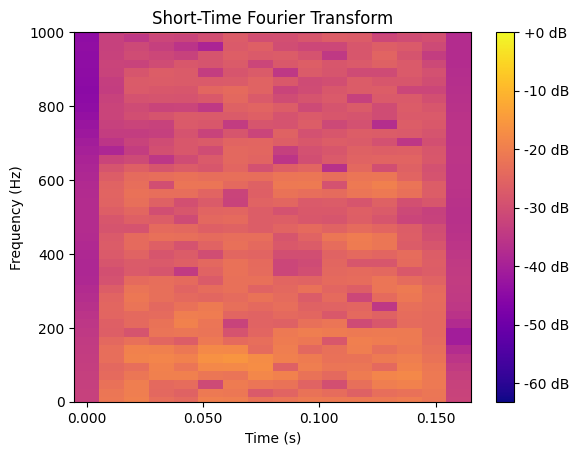 Short-Time Fourier Transform
1000
800
600
400
200
0
Frequency (Hz)
0.000
0.050
0.100
0.150
Time (s)
+0 dB
-10 dB
-20 dB
-30 dB
-40 dB
-50 dB
-60 dB